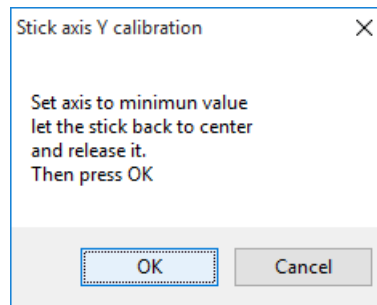 Stick axis Y calibration
Set axis to minimun value
let the stick back to center
and release it.
Then press OK
OK
Cancel